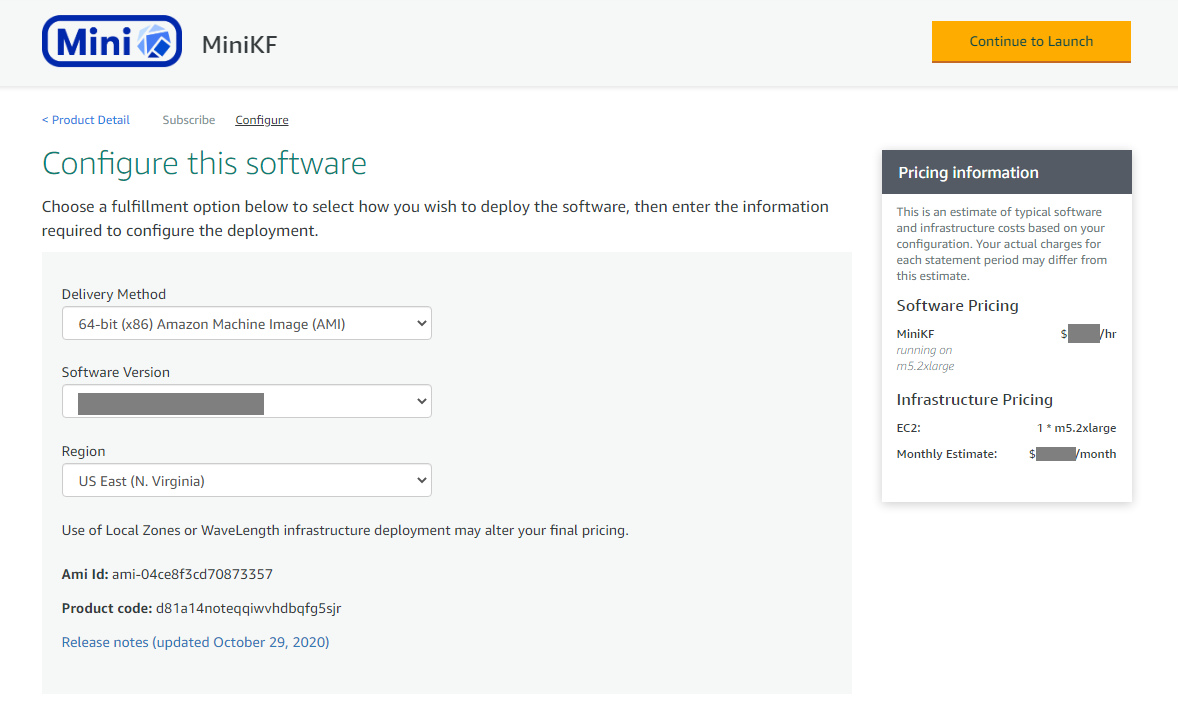 Mini
MiniKF
Continue to Launch
< Product Detail
Subscribe
Configure
Configure this software
Choose a fulfillment option below to select how you wish to deploy the software, then enter the information
required to configure the deployment.
Delivery Method
64-bit (x86) Amazon Machine Image (AMI)
Software Version
Region
US East (N. Virginia)
Use of Local Zones or WaveLength infrastructure deployment may alter your final pricing.
Ami Id: ami-04ce8f3cd70873357
Product code: d81a14noteqqiwvhdbqfg5sjr
Release notes (updated October 29, 2020)
Pricing information
This is an estimate of typical software
and infrastructure costs based on your
configuration. Your actual charges for
each statement period may differ from
this estimate.
Software Pricing
MiniKF $ /hr
running on
m5.2xlarge
Infrastructure Pricing
EC2: 1 * m5.2xlarge
Monthly Estimate: $ /month